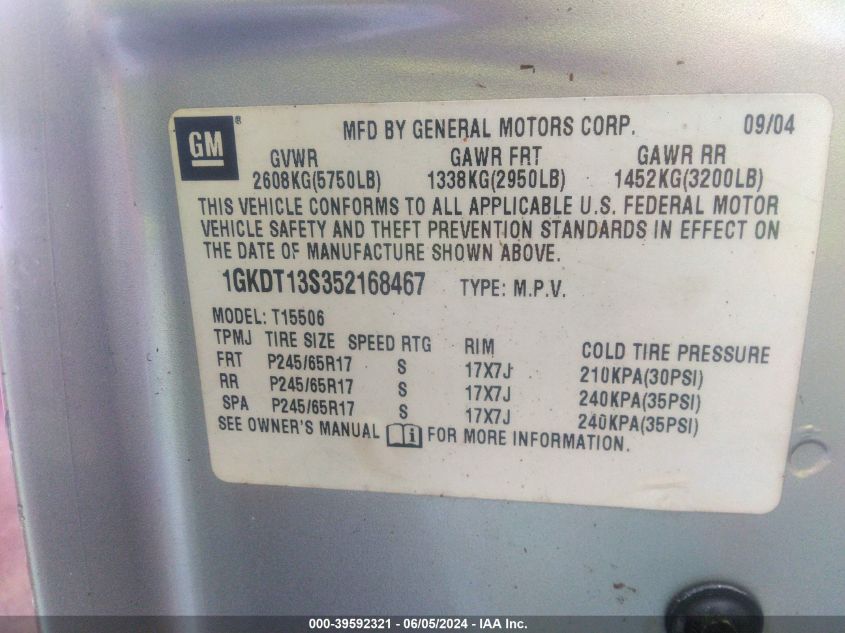 GM®
MFD BY GENERAL MOTORS CORP. 09/04
GVWR GAWR FRT GAWR RR
2608KG(5750LB) 1338KG(2950LB) 1452KG(3200LB)
THIS VEHICLE CONFORMS TO ALL APPLICABLE U.S. FEDERAL MOTOR
VEHICLE SAFETY AND THEFT PREVENTION STANDARDS IN EFFECT ON
THE DATE OF MANUFACTURE SHOWN ABOVE.
1GKDT13S352168467 TYPE: M.P.V.
MODEL: T15506
TPMJ TIRE SIZE SPEED RTG RIM COLD TIRE PRESSURE
FRT P245/65R17 S 17X7J 210KPA(30PSI)
RR P245/65R17 S 17X7J 240KPA(35PSI)
SPA P245/65R17 S 17X7J 240KPA(35PSI)
SEE OWNER'S MANUAL i FOR MORE INFORMATION.
000-39592321 - 06/05/2024 - IAA Inc.